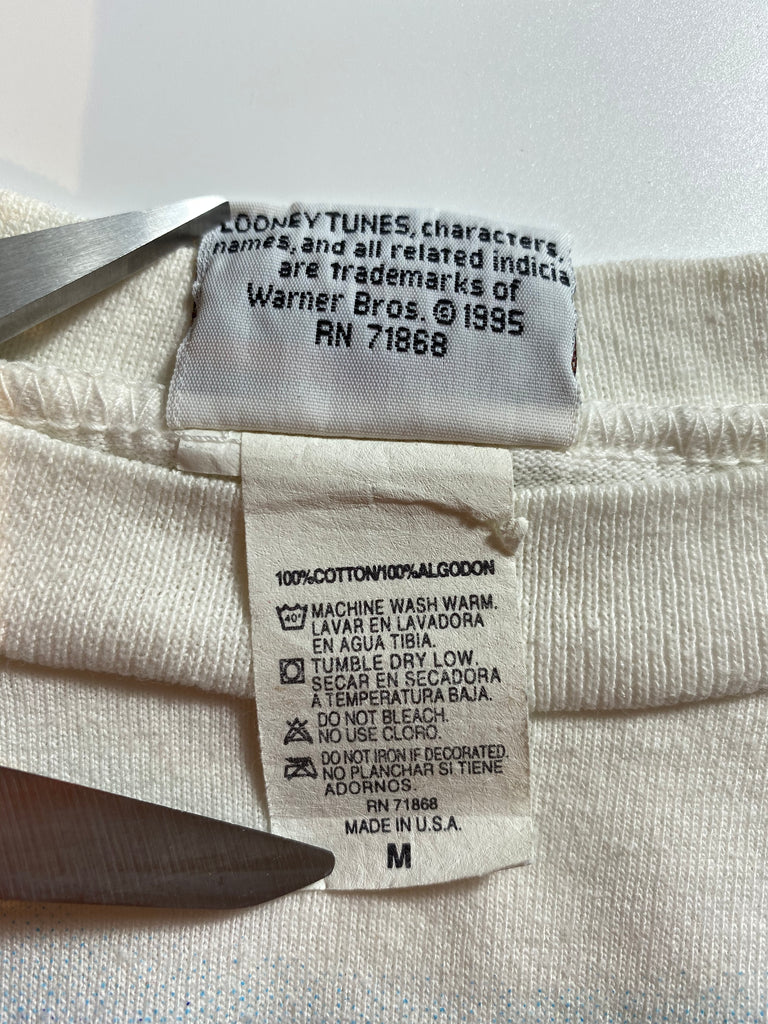 LOONEY TUNES, characters,
names, and all related indicia
are trademarks of
Warner Bros. © 1995
RN 71868
100%COTTON/100%ALGODON
40° MACHINE WASH WARM.
LAVAR EN LAVADORA
EN AGUA TIBIA.
TUMBLE DRY LOW.
SECAR EN SECADORA
A TEMPERATURA BAJA.
DO NOT BLEACH.
NO USE CLORO.
DO NOT IRON IF DECORATED.
NO PLANCHAR SI TIENE
ADORNOS.
RN 71868
MADE IN U.S.A.
M